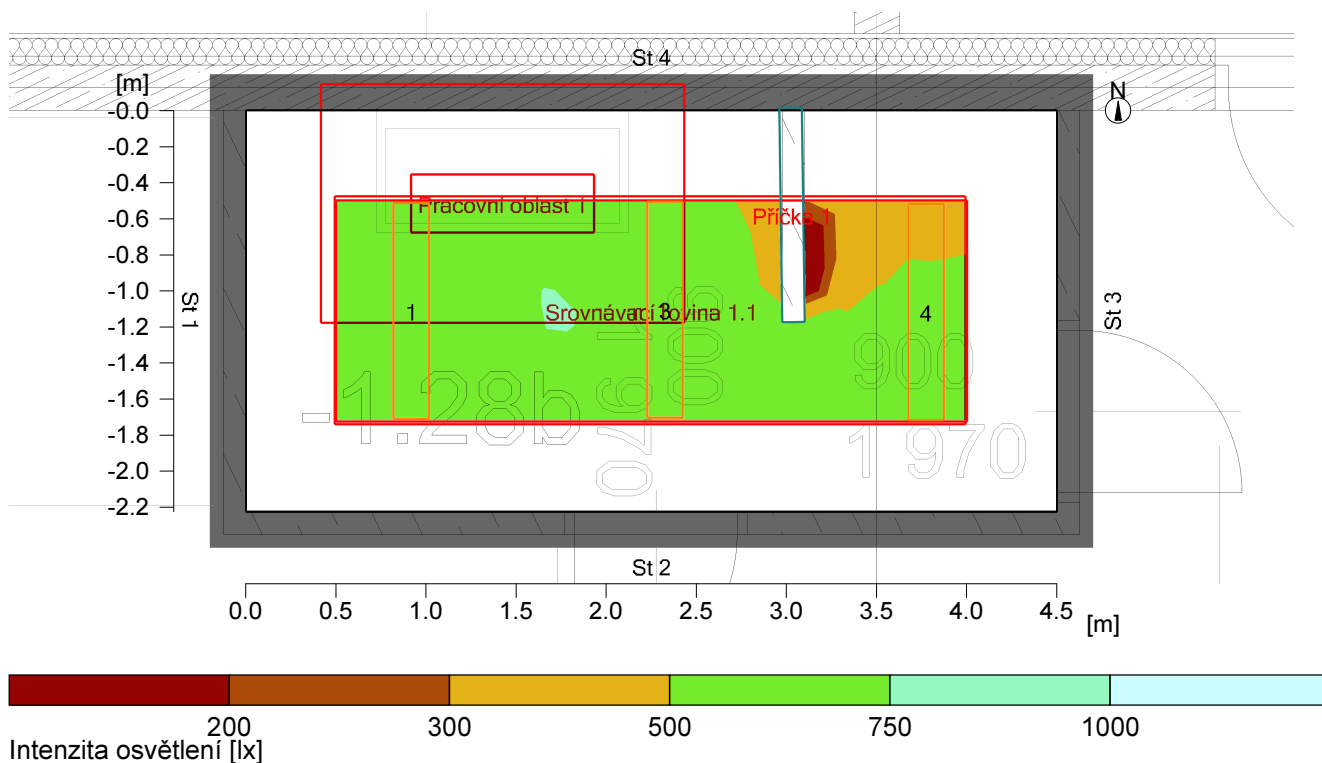 St 4
[m]
N
-0.0
-0.2
-0.4
-0.6
-0.8
-1.0
-1.2
-1.4
-1.6
-1.8
-2.0
-2.2
St 1
Pracovní oblast 1
Příčka 1
Srovnávací rovina 1.1
1
3
4
St 3
-1.28b
900
1 970
St 2
0.0 0.5 1.0 1.5 2.0 2.5 3.0 3.5 4.0 4.5
[m]
200 300 500 750 1000
Intenzita osvětlení [lx]